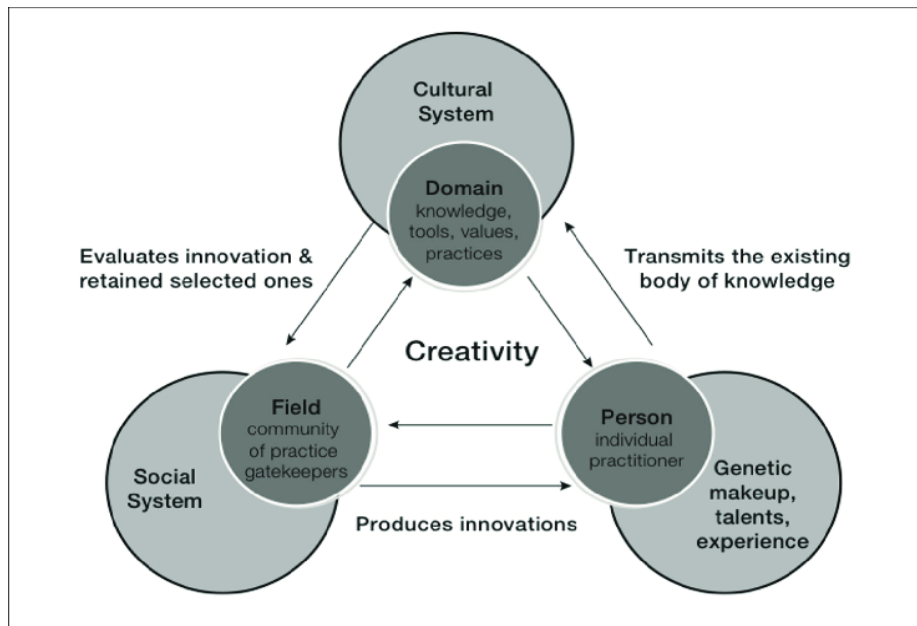 Cultural
System
Domain
knowledge,
tools, values,
practices
Evaluates innovation &
retained selected ones
Transmits the existing
body of knowledge
Creativity
Field
community
of practice
gatekeepers
Social
System
Person
individual
practitioner
Genetic
makeup,
talents,
experience
Produces innovations